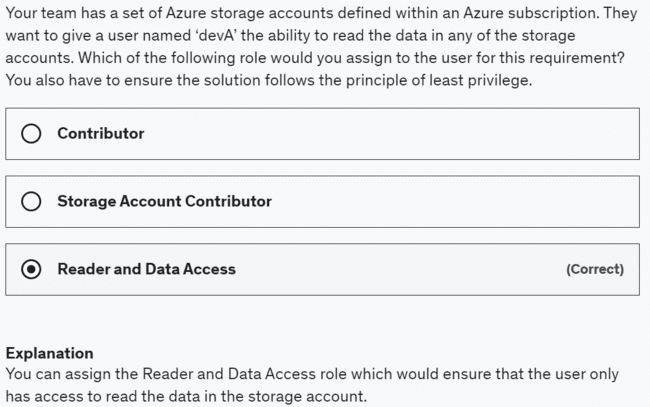 Your team has a set of Azure storage accounts defined within an Azure subscription. They
want to give a user named ‘devA’ the ability to read the data in any of the storage
accounts. Which of the following role would you assign to the user for this requirement?
You also have to ensure the solution follows the principle of least privilege.
Contributor
Storage Account Contributor
Reader and Data Access (Correct)
Explanation
You can assign the Reader and Data Access role which would ensure that the user only
has access to read the data in the storage account.